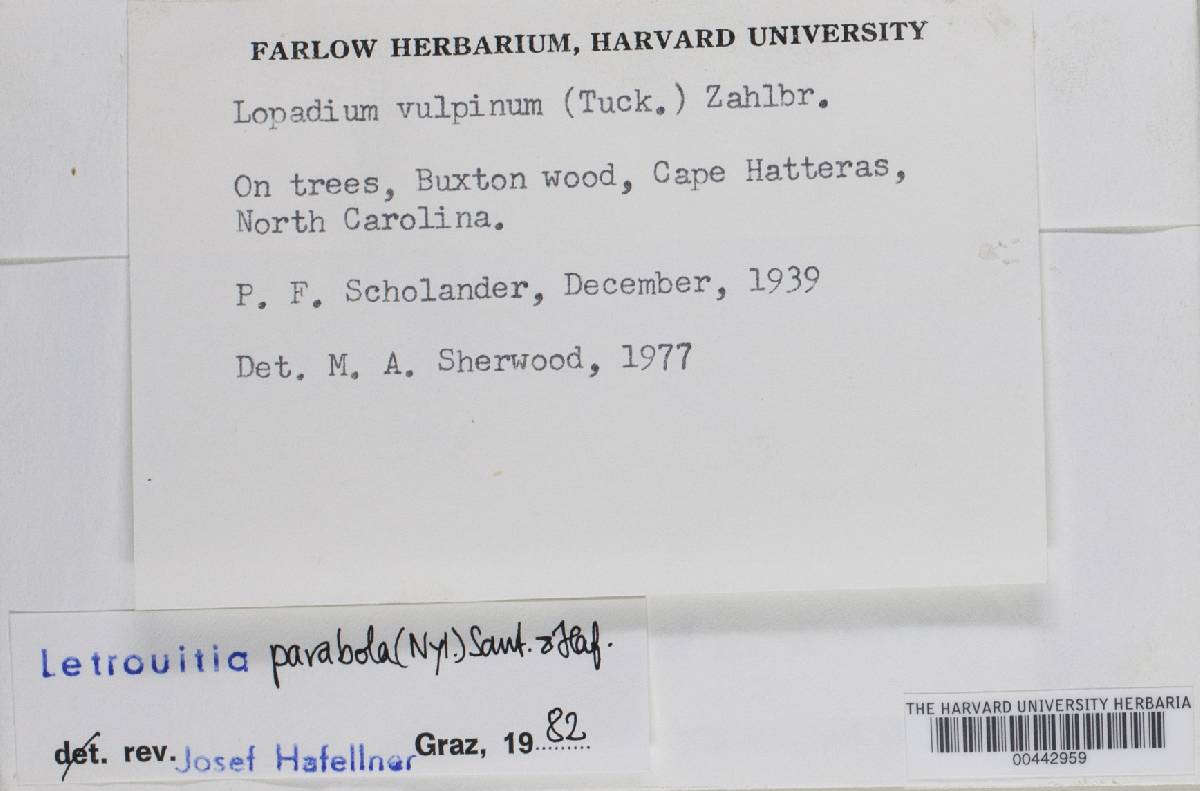 FARLOW HERBARIUM, HARVARD UNIVERSITY
Lopadium vulpinum (Tuck.) Zahlbr.
On trees, Buxton wood, Cape Hatteras,
North Carolina.
P. F. Scholander, December, 1939
Det. M. A. Sherwood, 1977
Letrouitia parabola (Nyl.) Sant. & Haf.
det. rev. Josef Hafellner Graz, 1982
THE HARVARD UNIVERSITY HERBARIA
00442959